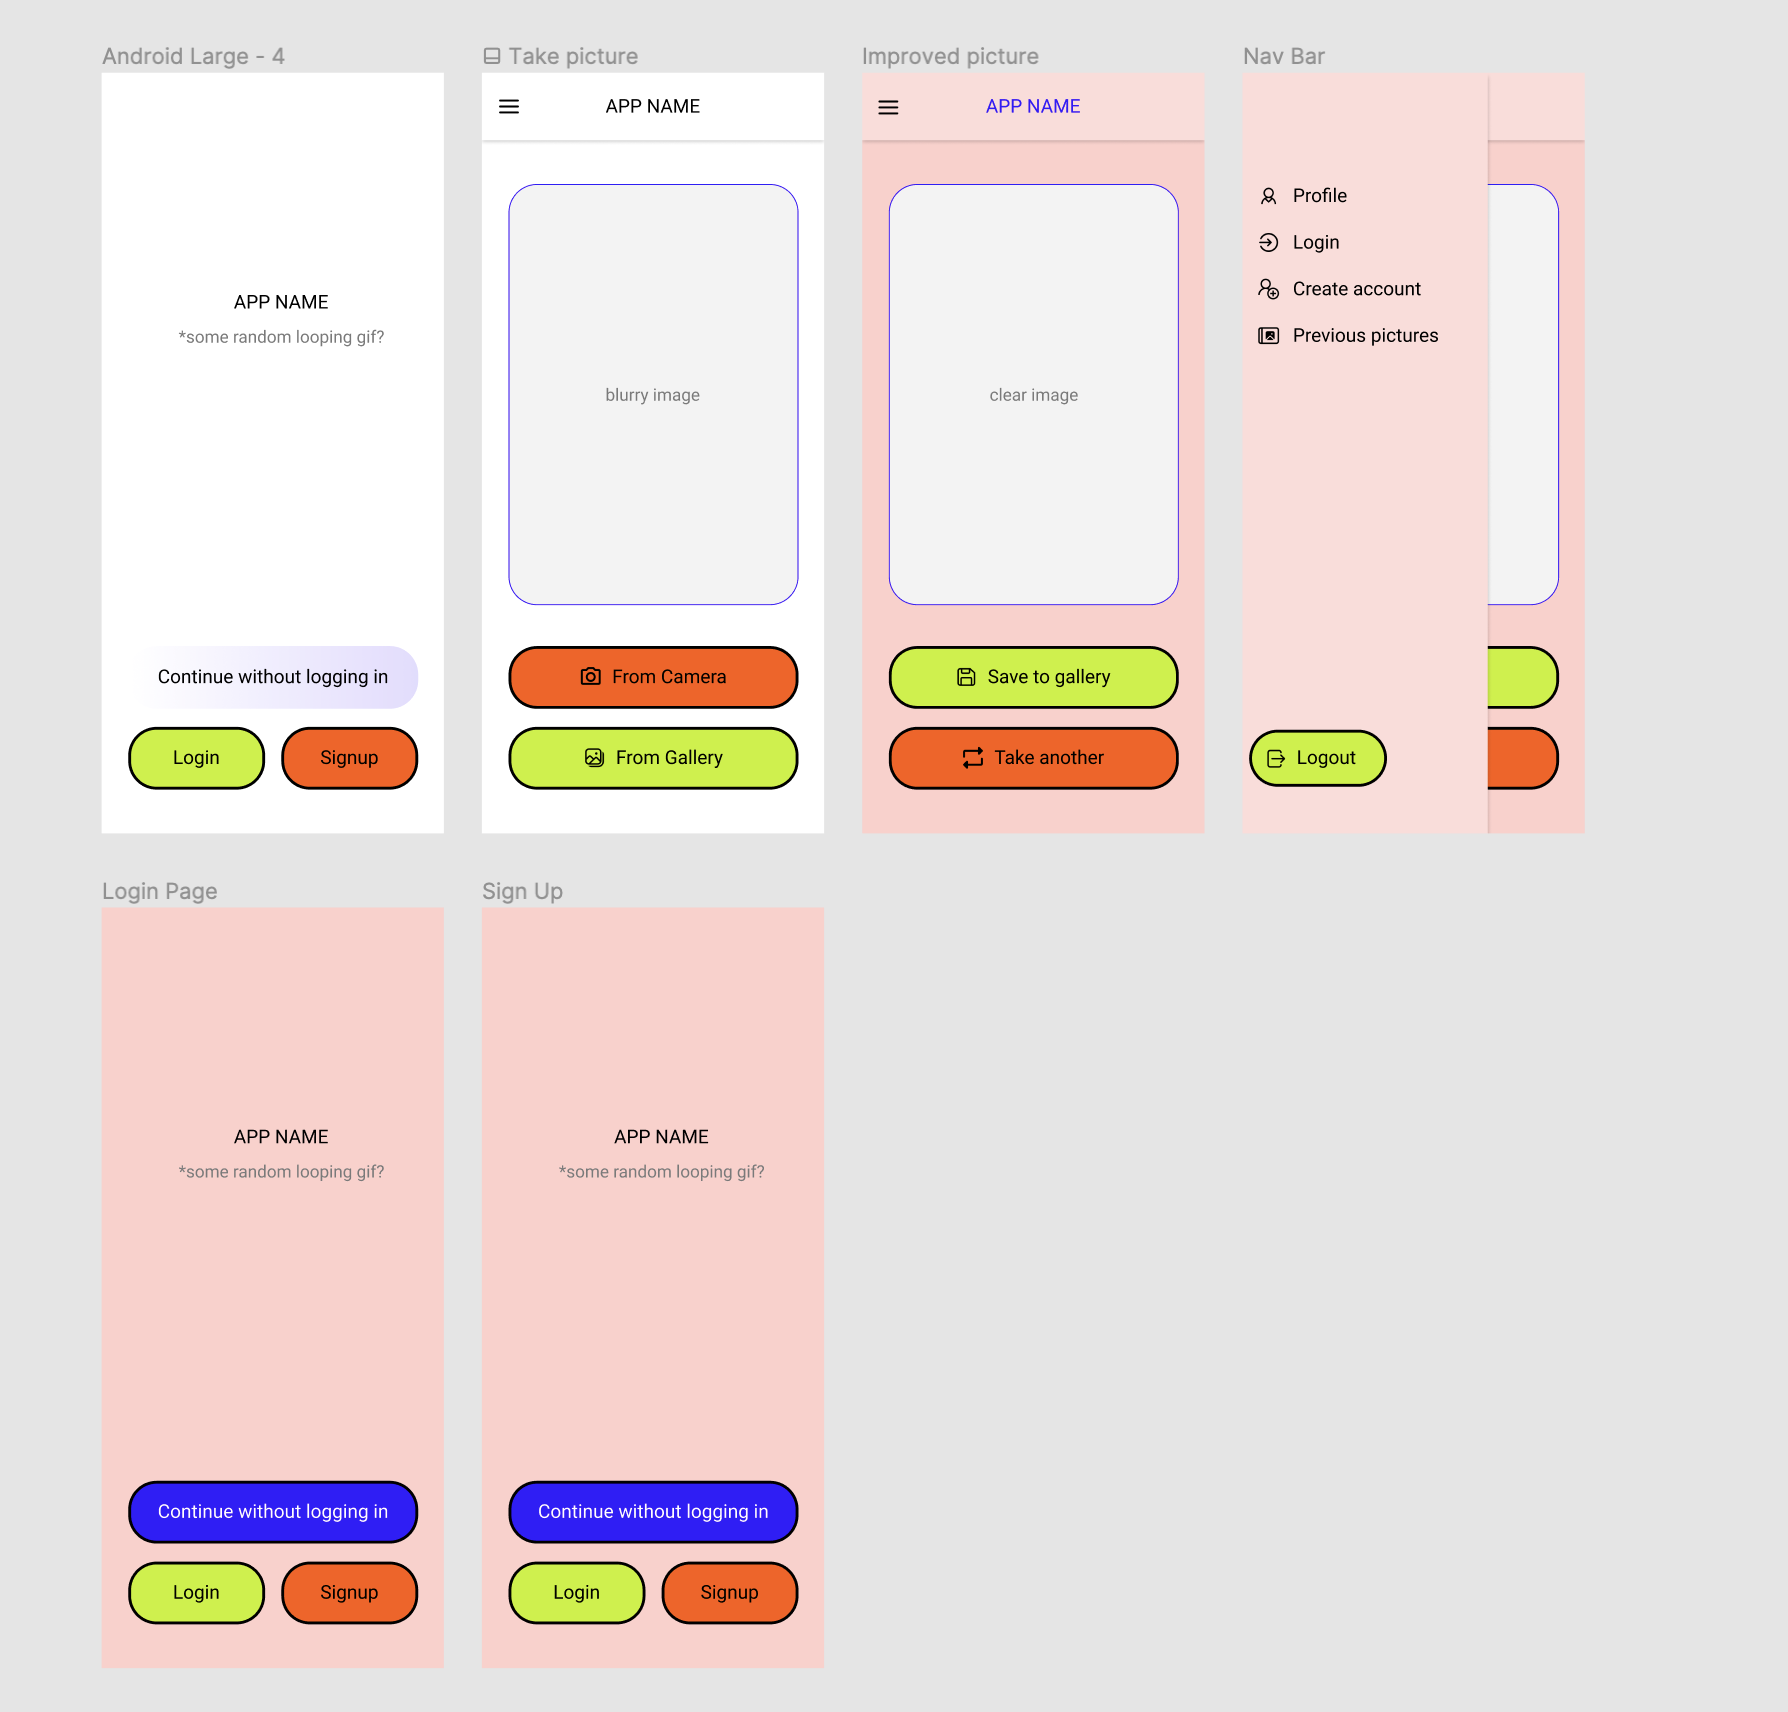 Android Large - 4
APP NAME
*some random looping gif?
Continue without logging in
Login
Signup
Take picture
APP NAME
blurry image
From Camera
From Gallery
Improved picture
APP NAME
clear image
Save to gallery
Take another
Nav Bar
Profile
Login
Create account
Previous pictures
Logout
Login Page
APP NAME
*some random looping gif?
Continue without logging in
Login
Signup
Sign Up
APP NAME
*some random looping gif?
Continue without logging in
Login
Signup